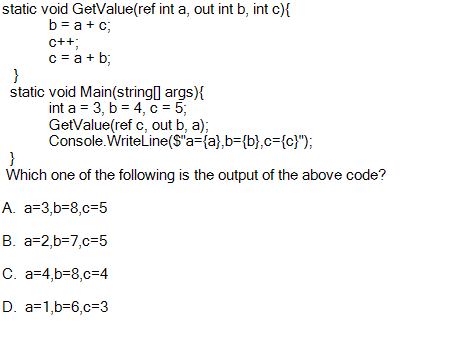 static void GetValue(ref int a, out int b, int c){
b = a + c;
c++;
c = a + b;
}
static void Main(string[] args){
int a = 3, b = 4, c = 5;
GetValue(ref c, out b, a);
Console.WriteLine($"a={a},b={b},c={c}");
}
Which one of the following is the output of the above code?
A. a=3,b=8,c=5
B. a=2,b=7,c=5
C. a=4,b=8,c=4
D. a=1,b=6,c=3